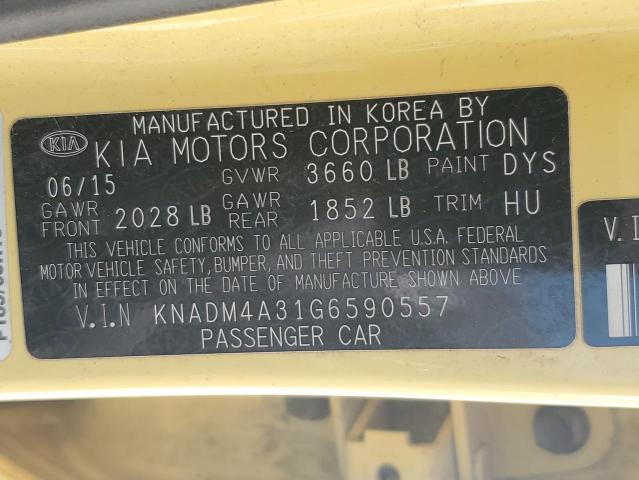 MANUFACTURED IN KOREA BY
KIA KIA MOTORS CORPORATION
06/15 GVWR 3660 LB PAINT DYS
GAWR FRONT 2028 LB GAWR REAR 1852 LB TRIM HU
THIS VEHICLE CONFORMS TO ALL APPLICABLE U.S.A. FEDERAL
MOTOR VEHICLE SAFETY, BUMPER, AND THEFT PREVENTION STANDARDS
IN EFFECT ON THE DATE OF MANUFACTURE SHOWN ABOVE
V.I.N KNADM4A31G6590557
PASSENGER CAR
V.I